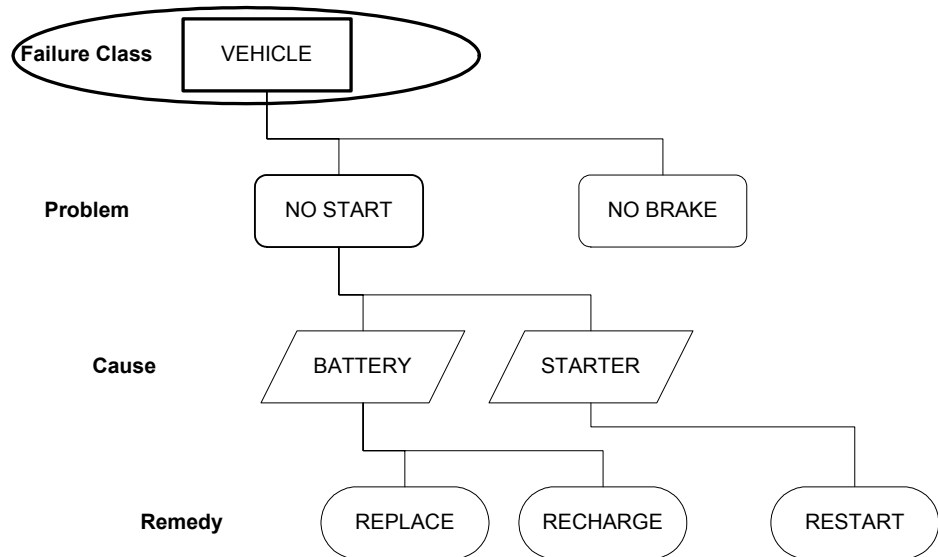 Failure Class
VEHICLE
Problem
NO START
NO BRAKE
Cause
BATTERY
STARTER
Remedy
REPLACE
RECHARGE
RESTART